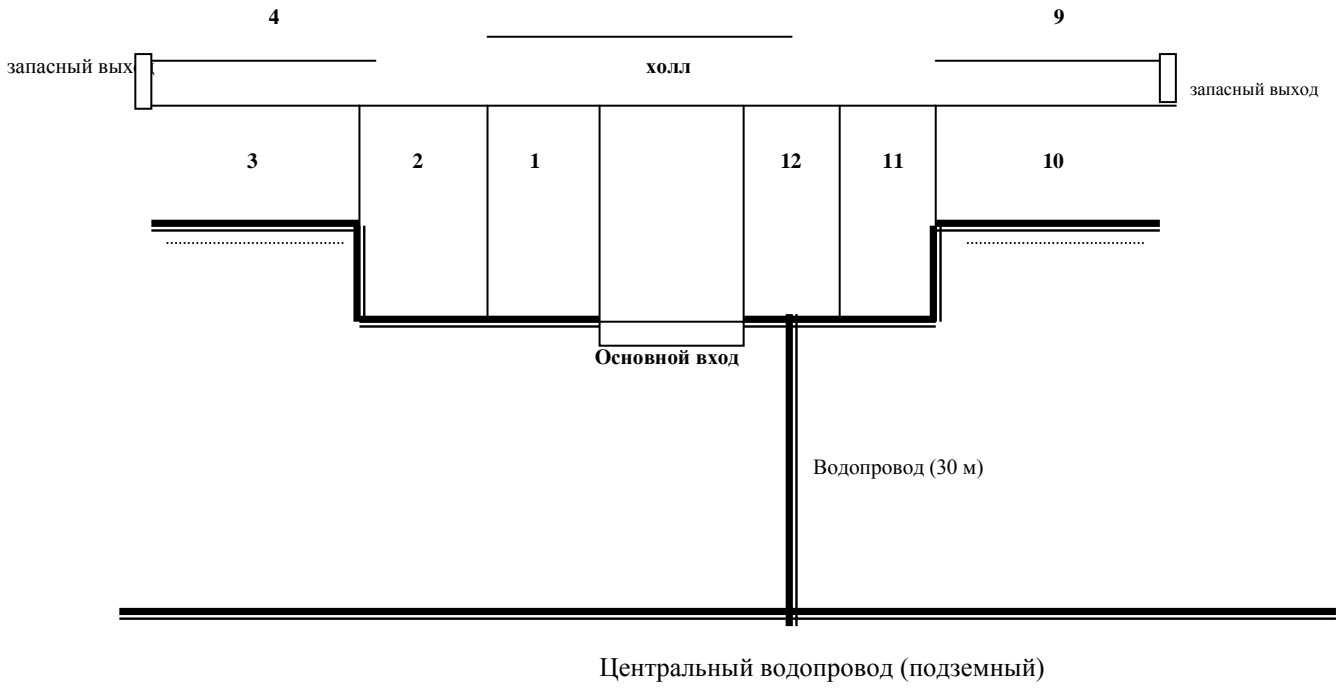 4 9
запасный выход холл
запасный выход
3 2 1 12 11 10
Основной вход
Водопровод (30 м)
Центральный водопровод (подземный)